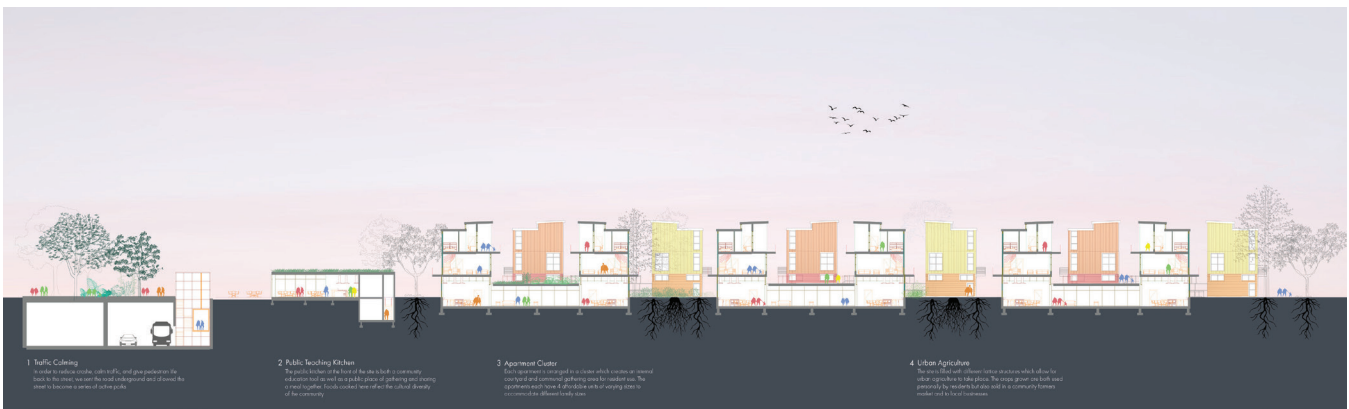 1 Traffic Calming
In order to reduce smoke, calm traffic, and give pedestrian life
back to the street, we sent the road underground and allowed the
street to become a series of active parks
2 Public Teaching Kitchen
The public kitchen at the front of the site is both a community
education tool as well as a public place of gathering and sharing
a meal together. Foods cooked here reflect the cultural diversity
of the community
3 Apartment Cluster
Each apartment is arranged in a cluster which creates an internal
courtyard and communal gathering area for resident use. The
apartments each have 4 affordable units of varying sizes to
accommodate different family sizes
4 Urban Agriculture
The site is filled with different lattice structures which allow for
urban agriculture to take place. The crops grown are both used
personally by residents but also sold in a community farmers
market and to local businesses